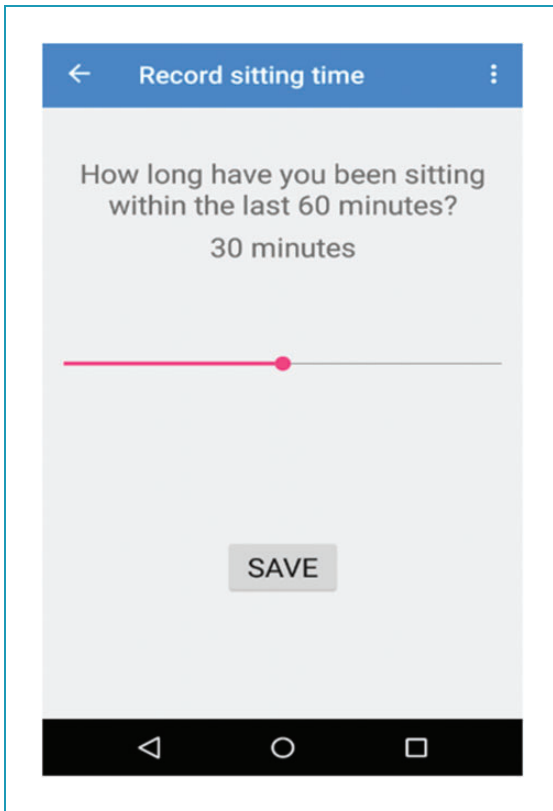 Record sitting time
How long have you been sitting
within the last 60 minutes?
30 minutes
SAVE